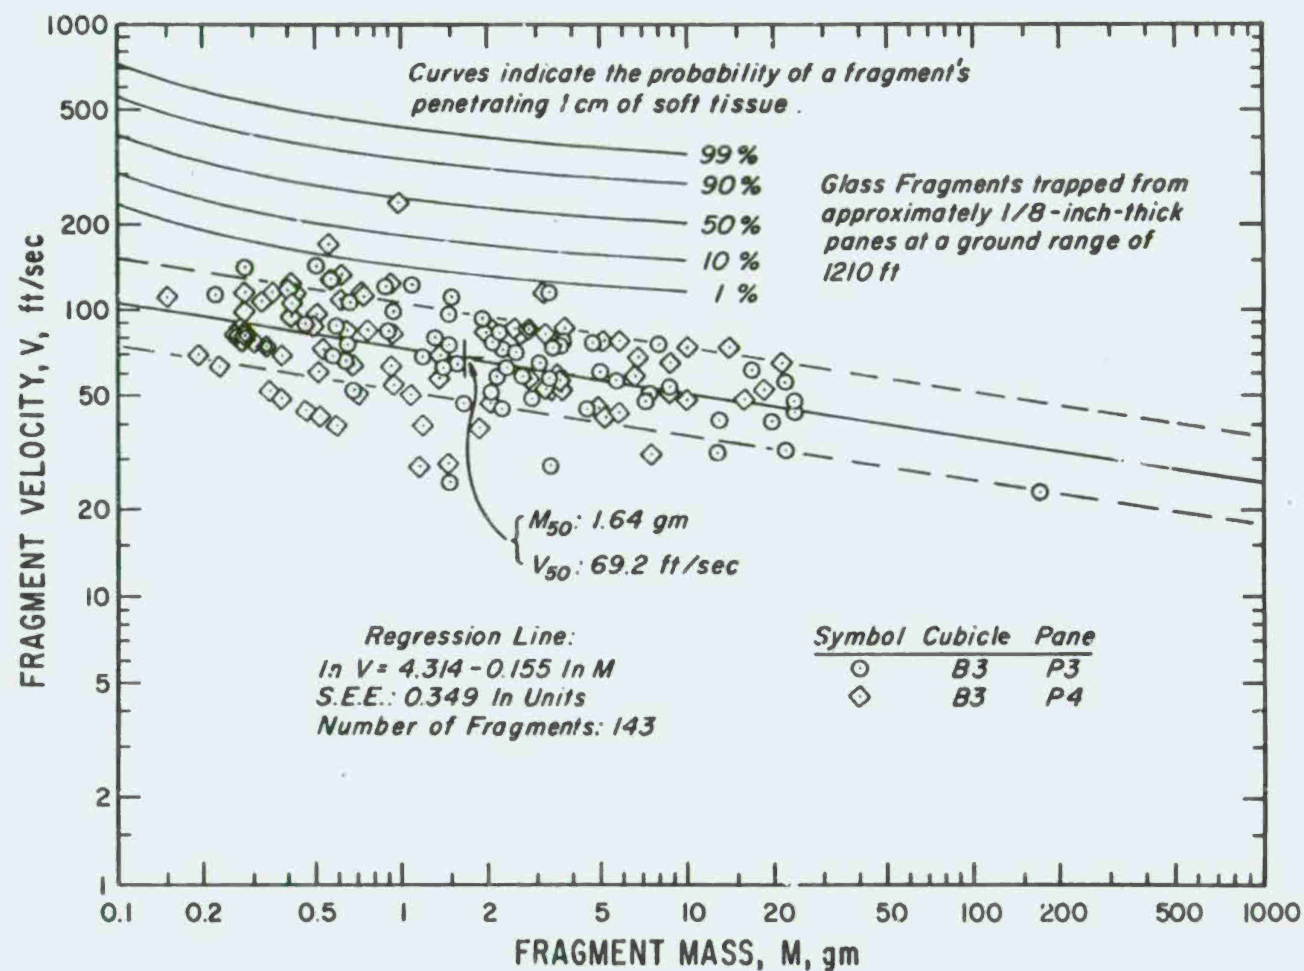 1000
500
200
100
50
20
10
5
2
1
FRAGMENT VELOCITY, V, ft/sec
Curves indicate the probability of a fragment's
penetrating 1 cm of soft tissue.
99%
90%
50%
10%
1%
Glass Fragments trapped from
approximately 1/8-inch-thick
panes at a ground range of
1210 ft
M50: 1.64 gm
V50: 69.2 ft/sec
Regression Line:
ln V = 4.314 - 0.155 ln M
S.E.E.: 0.349 ln Units
Number of Fragments: 143
Symbol Cubicle Pane
B3 P3
B3 P4
0.1 0.2 0.5 1 2 5 10 20 50 100 200 500 1000
FRAGMENT MASS, M, gm